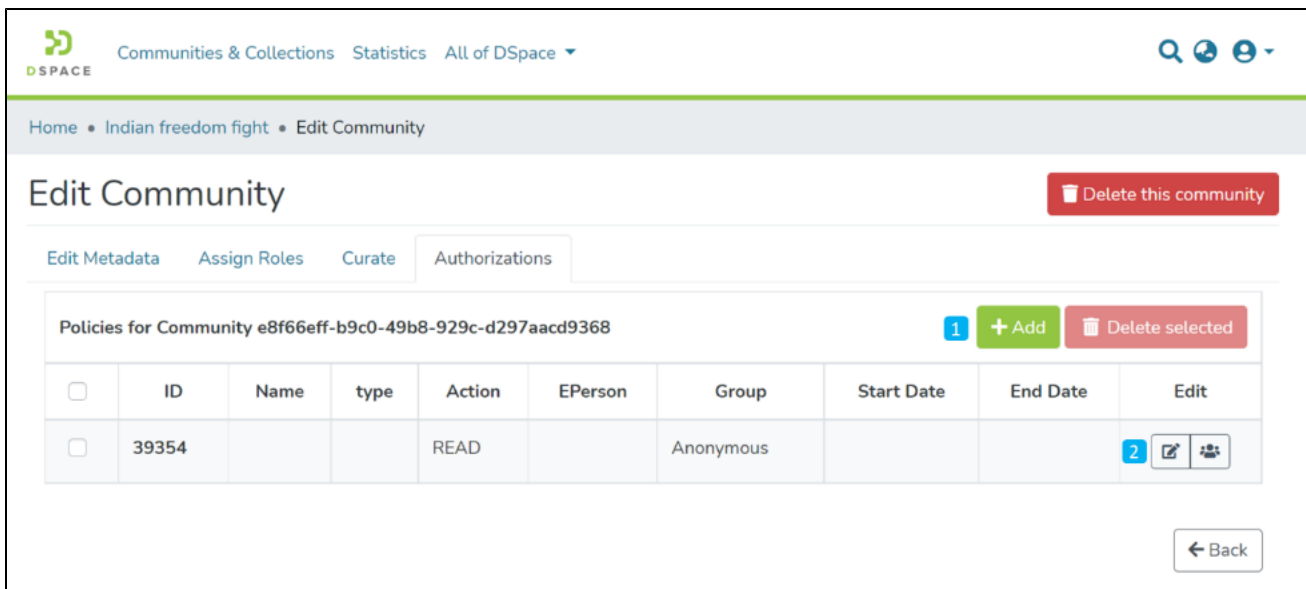 DSPACE Communities & Collections Statistics All of DSpace
Home • Indian freedom fight • Edit Community
Edit Community Delete this community
Edit Metadata Assign Roles Curate Authorizations
Policies for Community e8f66eff-b9c0-49b8-929c-d297aacd9368 1 + Add Delete selected
ID Name type Action EPerson Group Start Date End Date Edit
39354 READ Anonymous 2
Back